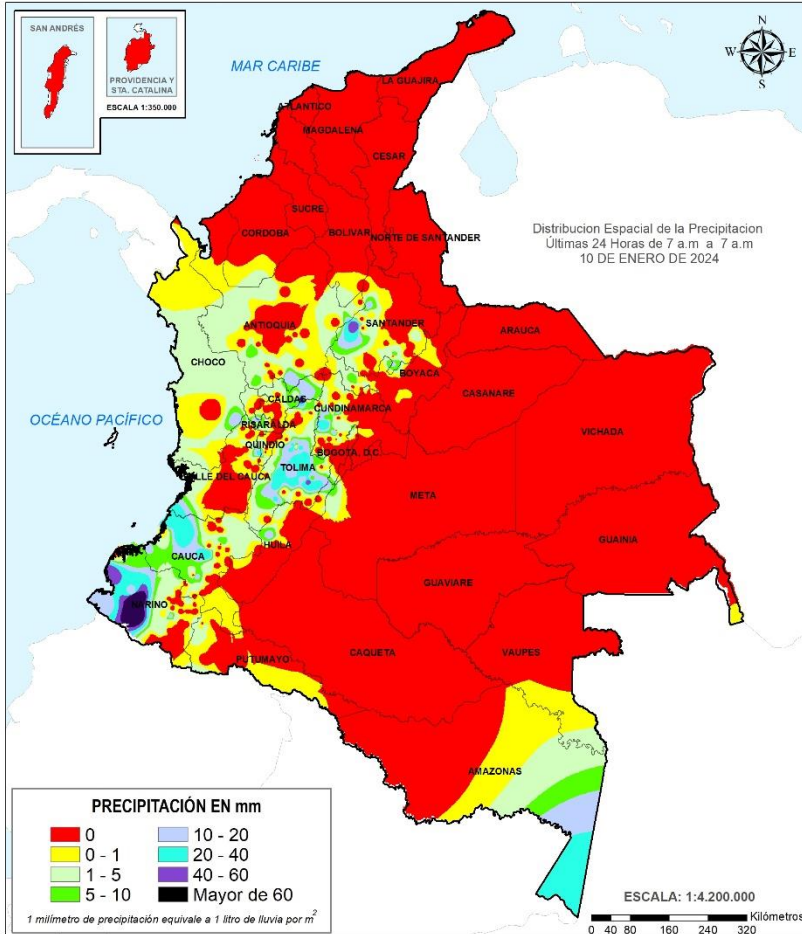 SAN ANDRÉS
PROVIDENCIA Y
STA. CATALINA
ESCALA 1:350.000
MAR CARIBE
N
W
E
S
LA GUAJIRA
ATLANTICO
MAGDALENA
CESAR
SUCRE
CORDOBA
BOLIVAR
NORTE DE SANTANDER
Distribucion Espacial de la Precipitacion
Últimas 24 Horas de 7 a.m a 7 a.m
10 DE ENERO DE 2024
ANTIOQUIA
SANTANDER
ARAUCA
CHOCO
BOYACA
CASANARE
CALDAS
CUNDINAMARCA
OCÉANO PACÍFICO
RISARALDA
VICHADA
QUINDIO
BOGOTA, D.C.
TOLIMA
VALLE DEL CAUCA
META
GUAINIA
HUILA
CAUCA
GUAVIARE
NARIÑO
CAQUETA
VAUPES
PUTUMAYO
AMAZONAS
PRECIPITACIÓN EN mm
0
10 - 20
0 - 1
20 - 40
1 - 5
40 - 60
5 - 10
Mayor de 60
1 milímetro de precipitación equivale a 1 litro de lluvia por m²
ESCALA: 1:4.200.000
Kilómetros
0 40 80 160 240 320